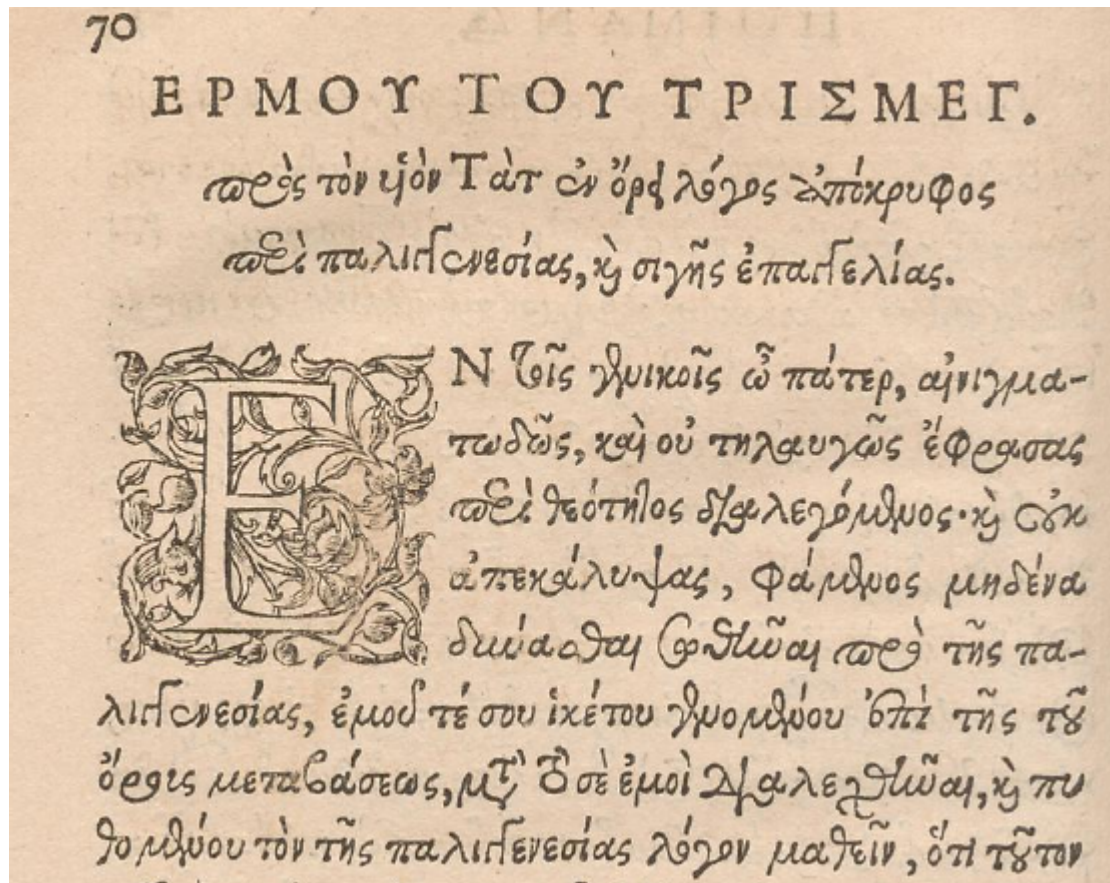 70
ΕΡΜΟΥ ΤΟΥ ΤΡΙΣΜΕΓ.
πρὸς τὸν υἱὸν Τὰτ ἐν ὄρει λόγος ἀπόκρυφος
περὶ παλιγγενεσίας, καὶ σιγῆς ἐπαγγελίας.
ΕΝ τοῖς γενικοῖς ὦ πάτερ, αἰνιγμα-
τωδῶς, καὶ οὐ τηλαυγῶς ἔφρασας
περὶ θεότητος διαλεγόμενος· καὶ οὐκ
ἀπεκάλυψας, φάμενος μηδένα
δύνασθαι σωθῆναι πρὸ τῆς πα-
λιγγενεσίας, ἐμοῦ τέ σου ἱκέτου γενομένου ἐπὶ τῆς τοῦ
ὄρους μεταβάσεως, μετὰ τὸ σὲ ἐμοὶ διαλεχθῆναι, καὶ πυ
θομένου τὸν τῆς παλιγγενεσίας λόγον μαθεῖν, ὅτι τοῦτον